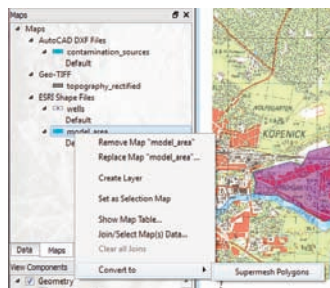 Maps
Maps
AutoCAD DXF Files
contamination_sources
Default
Geo-TIFF
topography_rectified
ESRI Shape Files
wells
Default
model_area
Remove Map "model_area"
Replace Map "model_area"...
Create Layer
Set as Selection Map
Show Map Table...
Join/Select Map(s) Data...
Clear all Joins
Convert to
Supermesh Polygons
Data
Maps
View Components
Geometry
KÖPENICK